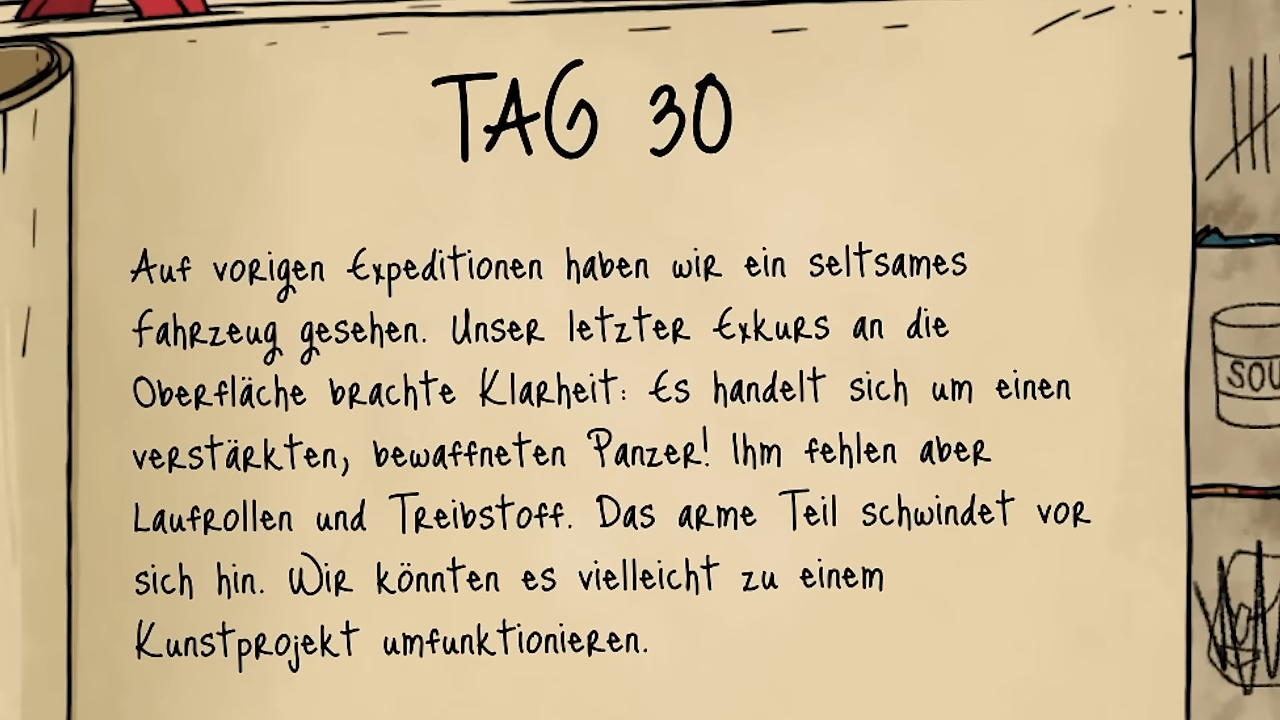 TAG 30
Auf vorigen Expeditionen haben wir ein seltsames
Fahrzeug gesehen. Unser letzter Exkurs an die
Oberfläche brachte Klarheit: Es handelt sich um einen
verstärkten, bewaffneten Panzer! Ihm fehlen aber
Laufrollen und Treibstoff. Das arme Teil schwindet vor
sich hin. Wir könnten es vielleicht zu einem
Kunstprojekt umfunktionieren.